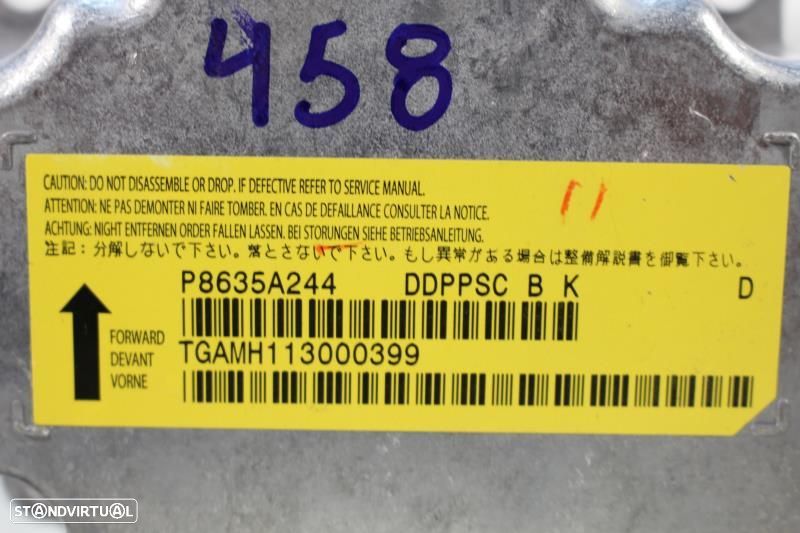 458
CAUTION: DO NOT DISASSEMBLE OR DROP. IF DEFECTIVE REFER TO SERVICE MANUAL.
ATTENTION: NE PAS DEMONTER NI FAIRE TOMBER. EN CAS DE DEFAILLANCE CONSULTER LA NOTICE.
ACHTUNG: NIGHT ENTFERNEN ORDER FALLEN LASSEN. BEI STORUNGEN SIEHE BETRIEBSANLEITUNG.
注記：分解しないで下さい。落とさないで下さい。もし異常がある場合は整備解説書を御覧下さい。
P8635A244 DDPPSC B K D
TGAMH113000399
FORWARD
DEVANT
VORNE
11
STANDVIRTUAL